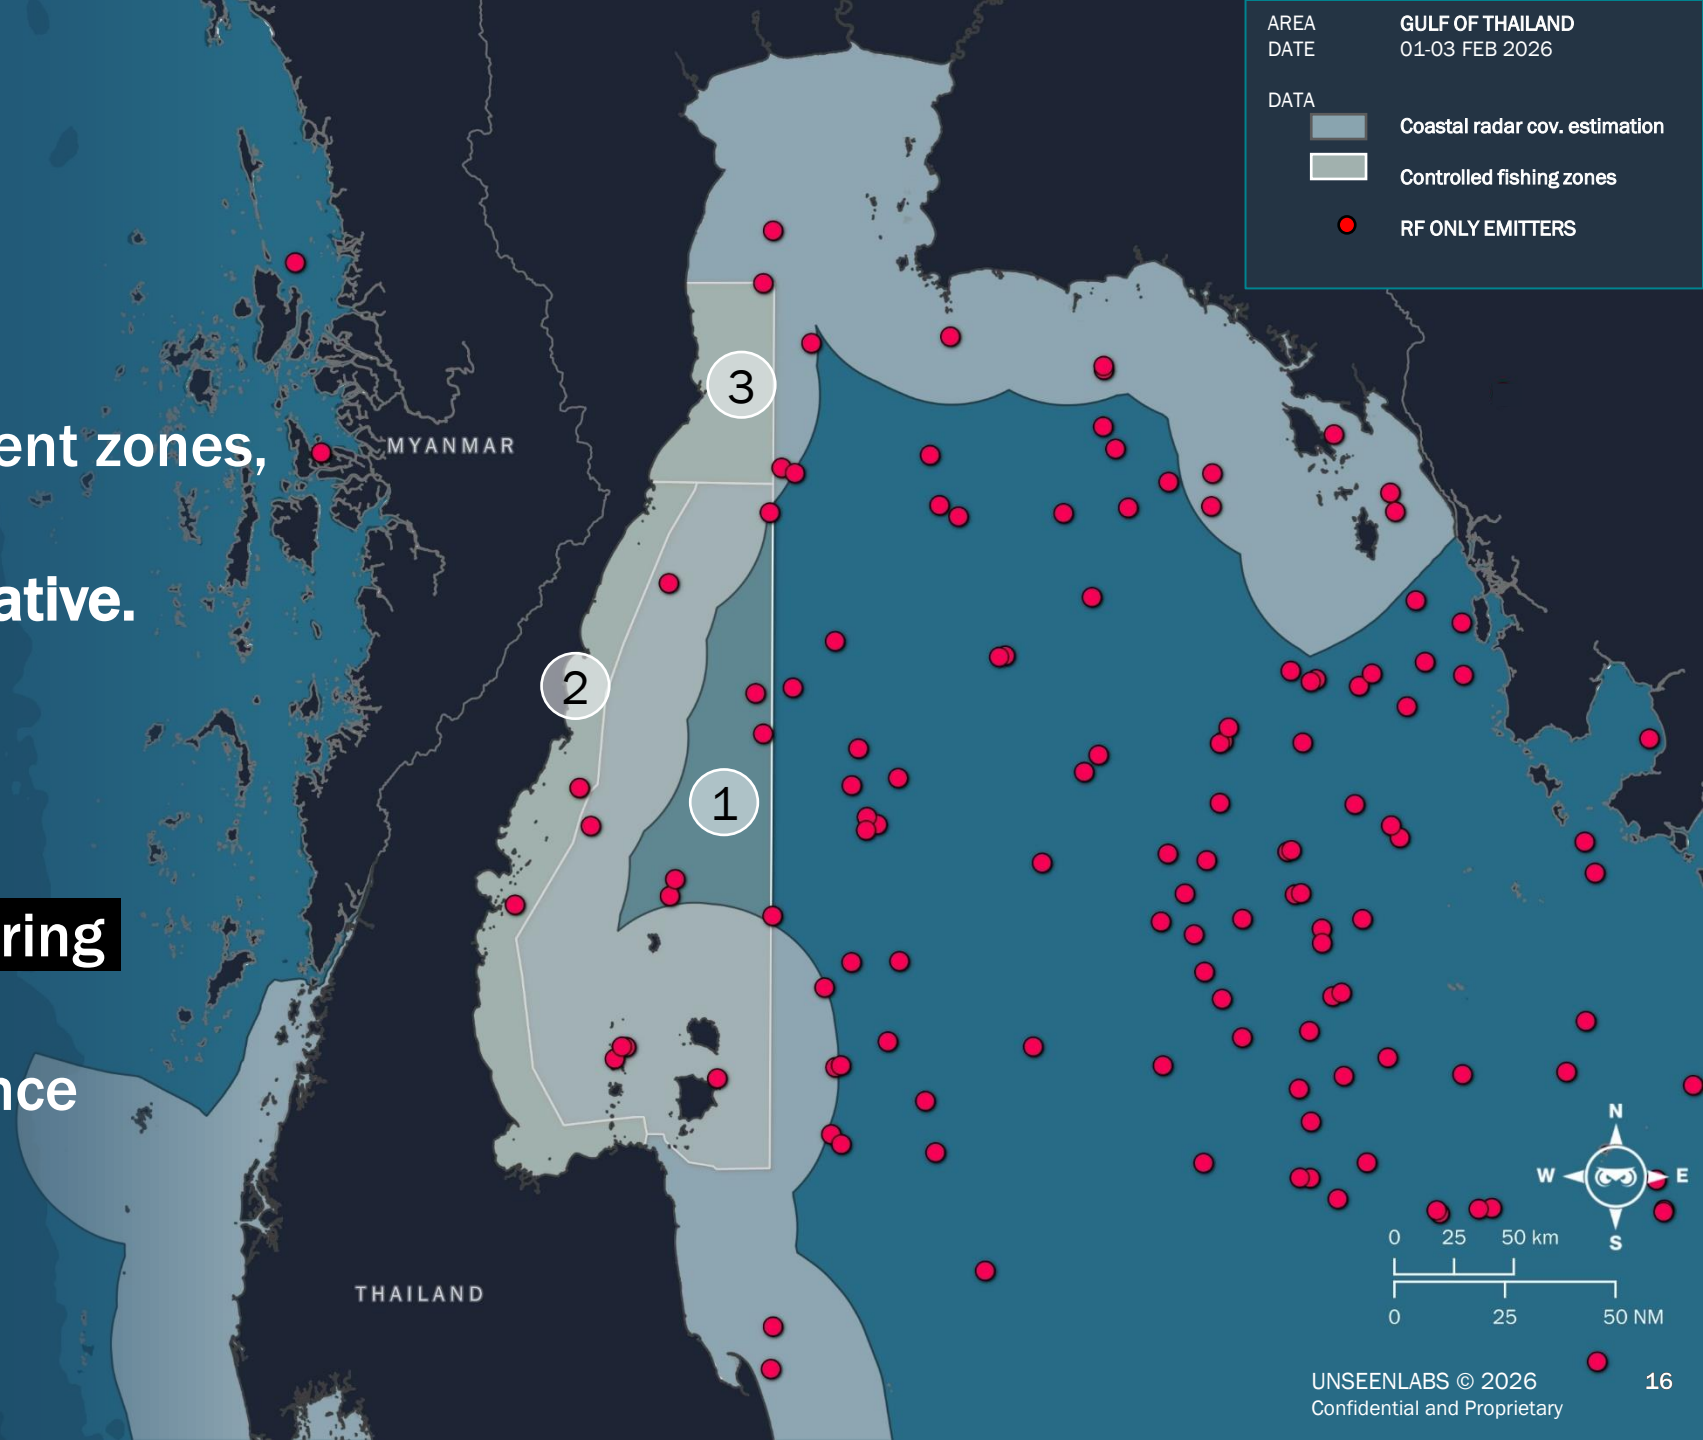 AREA GULF OF THAILAND
DATE 01-03 FEB 2026
DATA
Coastal radar cov. estimation
Controlled fishing zones
RF ONLY EMITTERS
3
MYANMAR
ent zones,
ative.
2
1
ring
nce
N
W E
S
0 25 50 km
THAILAND
0 25 50 NM
UNSEENLABS © 2026 16
Confidential and Proprietary